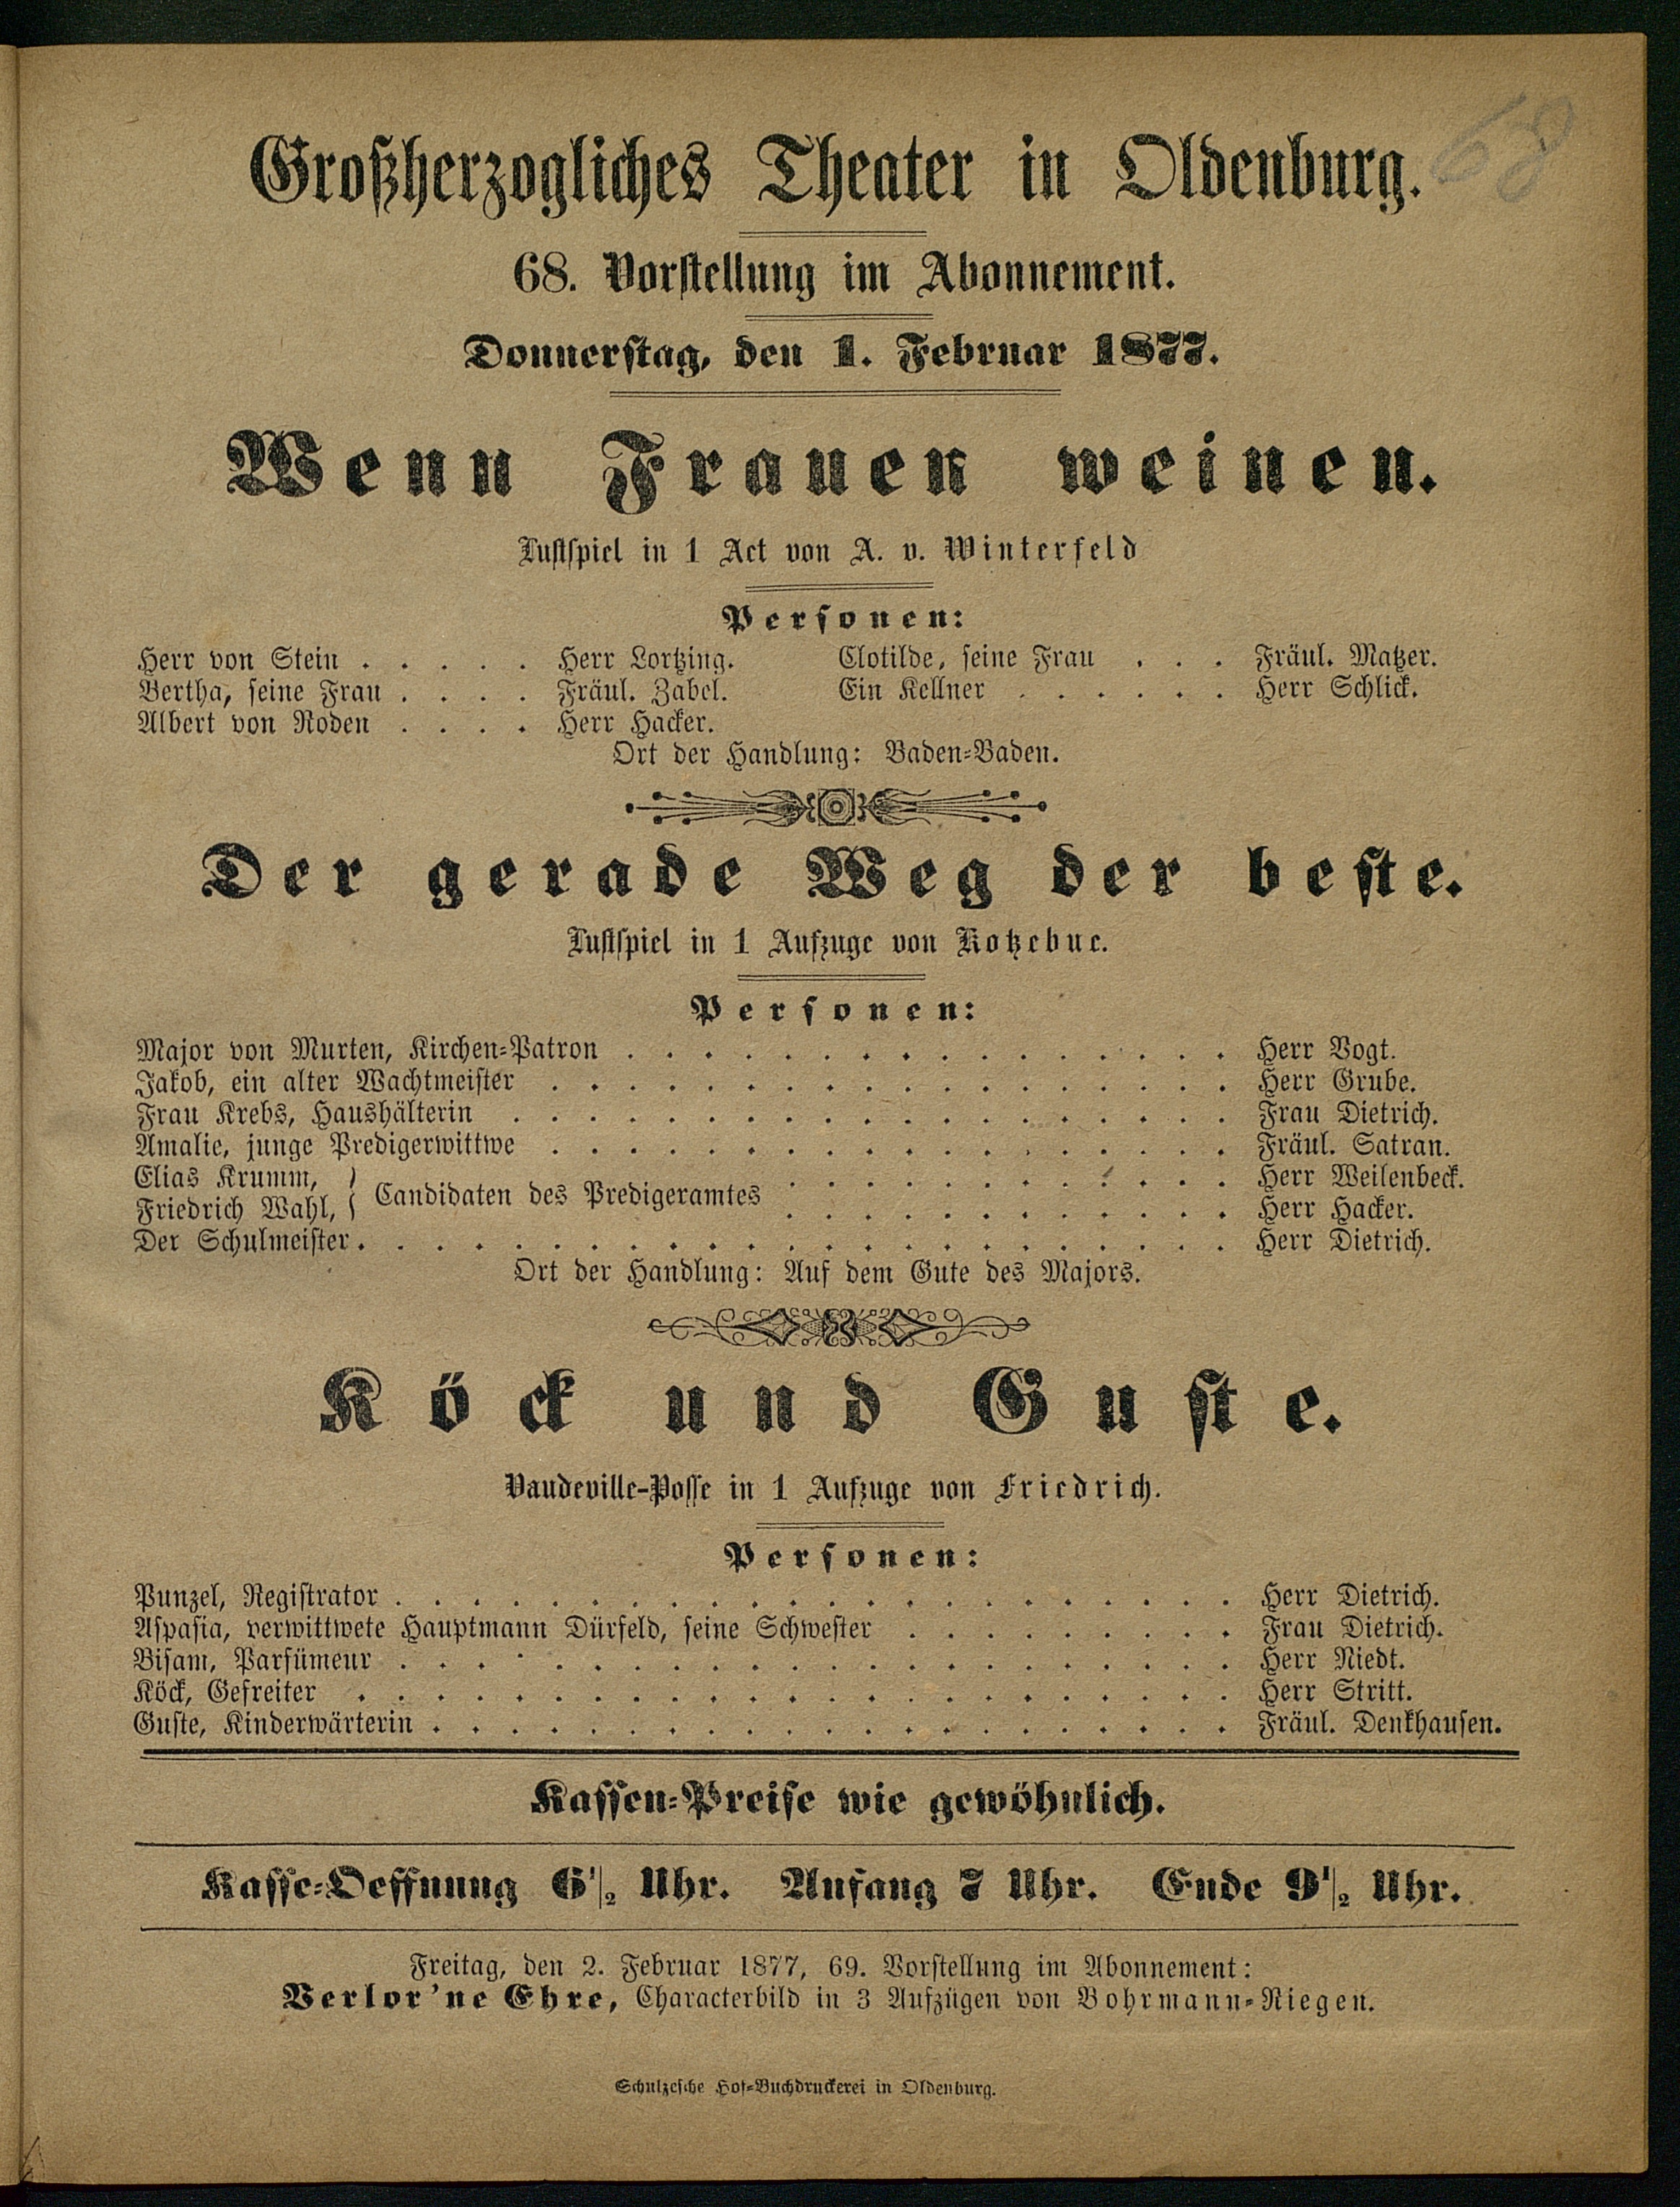 68
Großherzogliches Theater in Oldenburg.
68. Vorstellung im Abonnement.
Donnerstag, den 1. Februar 1877.
Wenn Frauen weinen.
Lustspiel in 1 Act von A. v. Winterfeld
Personen:
Herr von Stein . . . . . Herr Lortzing.
Bertha, seine Frau . . . . Fräul. Zabel.
Albert von Roden . . . . Herr Hacker.
Clotilde, seine Frau . . . Fräul. Matzer.
Ein Kellner . . . . . . Herr Schlick.
Ort der Handlung: Baden-Baden.
Der gerade Weg der beste.
Lustspiel in 1 Aufzuge von Kotzebue.
Personen:
Major von Murten, Kirchen-Patron . . . . . . . . . . . . . . . . Herr Vogt.
Jakob, ein alter Wachtmeister . . . . . . . . . . . . . . . . . . Herr Grube.
Frau Krebs, Haushälterin . . . . . . . . . . . . . . . . . . . Frau Dietrich.
Amalie, junge Predigerwittwe . . . . . . . . . . . . . . . . . . Fräul. Satran.
Elias Krumm, } Candidaten des Predigeramtes . . . . . . . . . . . . Herr Weilenbeck.
Friedrich Wahl, } . . . . . . . . . . . . Herr Hacker.
Der Schulmeister . . . . . . . . . . . . . . . . . . . . . . . Herr Dietrich.
Ort der Handlung: Auf dem Gute des Majors.
Köck und Guste.
Vaudeville-Posse in 1 Aufzuge von Friedrich.
Personen:
Punzel, Registrator . . . . . . . . . . . . . . . . . . . . . . Herr Dietrich.
Aspasia, verwittwete Hauptmann Dürfeld, seine Schwester . . . . . . . . . Frau Dietrich.
Bisam, Parfümeur . . . . . . . . . . . . . . . . . . . . . . Herr Niedt.
Köck, Gefreiter . . . . . . . . . . . . . . . . . . . . . . . Herr Stritt.
Guste, Kinderwärterin . . . . . . . . . . . . . . . . . . . . . Fräul. Denkhausen.
Kassen-Preise wie gewöhnlich.
Kasse-Oeffnung 6 1/2 Uhr. Anfang 7 Uhr. Ende 9 1/2 Uhr.
Freitag, den 2. Februar 1877, 69. Vorstellung im Abonnement:
Verlor'ne Ehre, Characterbild in 3 Aufzügen von Bohrmann-Riegen.
Schulzesche Hof-Buchdruckerei in Oldenburg.